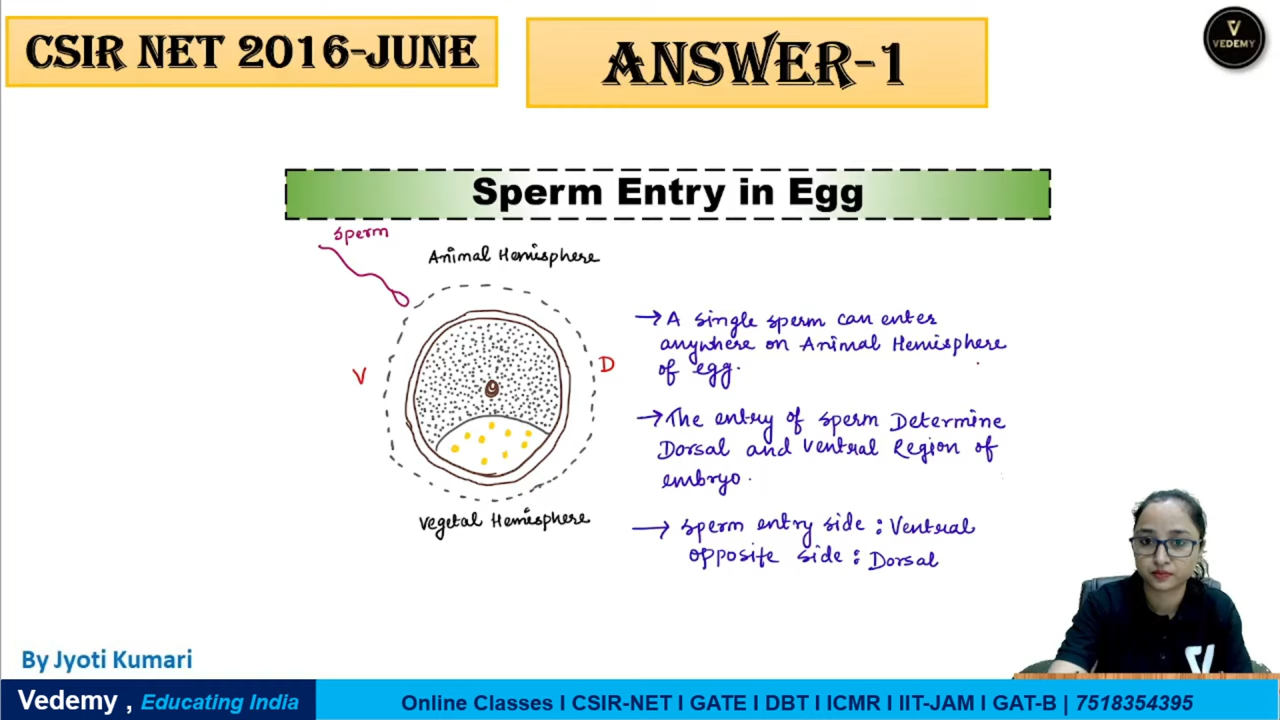 CSIR NET 2016-JUNE
ANSWER-1
VEDEMY
Sperm Entry in Egg
Sperm
Animal Hemisphere
V
D
Vegetal Hemisphere
→ A single sperm can enter
anywhere on Animal Hemisphere
of egg.
→ The entry of sperm Determine
Dorsal and Ventral Region of
embryo.
→ sperm entry side : Ventral
opposite side : Dorsal
By Jyoti Kumari
Vedemy , Educating India
Online Classes I CSIR-NET I GATE I DBT I ICMR I IIT-JAM I GAT-B | 7518354395